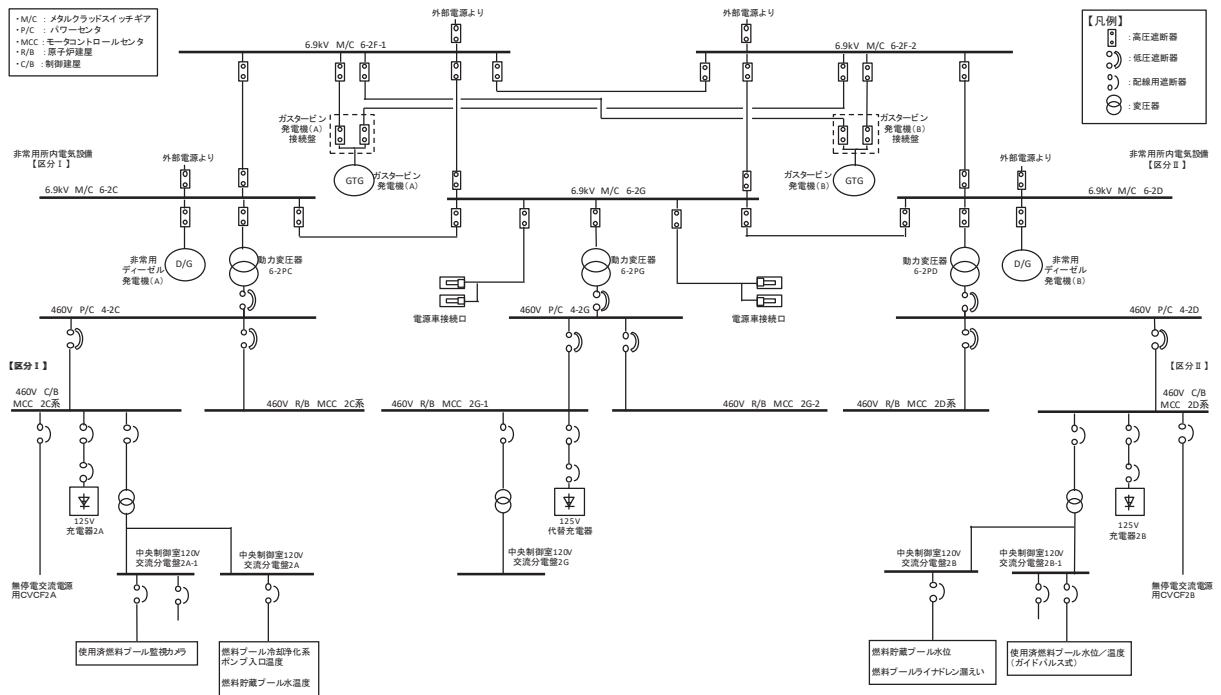 ・M/C ：メタルクラッドスイッチギア
・P/C ：パワーセンタ
・MCC：モータコントロールセンタ
・R/B ：原子炉建屋
・C/B ：制御建屋
外部電源より
外部電源より
【凡例】
：高圧遮断器
：低圧遮断器
：配線用遮断器
：変圧器
6.9kV M/C 6-2F-1
6.9kV M/C 6-2F-2
ガスタービン
発電機(A)
接続盤
ガスタービン
発電機(B)
接続盤
非常用所内電気設備
【区分Ⅰ】
外部電源より
GTG
ガスタービン
発電機(A)
ガスタービン
発電機(B)
GTG
外部電源より
非常用所内電気設備
【区分Ⅱ】
6.9kV M/C 6-2C
6.9kV M/C 6-2G
6.9kV M/C 6-2D
非常用
ディーゼル
発電機(A)
D/G
動力変圧器
6-2PC
動力変圧器
6-2PG
動力変圧器
6-2PD
D/G
非常用
ディーゼル
発電機(B)
電源車接続口
電源車接続口
460V P/C 4-2C
460V P/C 4-2G
460V P/C 4-2D
【区分Ⅰ】
【区分Ⅱ】
460V C/B
MCC 2C系
460V R/B MCC 2C系
460V R/B MCC 2G-1
460V R/B MCC 2G-2
460V R/B MCC 2D系
460V C/B
MCC 2D系
125V
充電器2A
125V
代替充電器
125V
充電器2B
中央制御室120V
交流分電盤2A-1
中央制御室120V
交流分電盤2A
中央制御室120V
交流分電盤2G
中央制御室120V
交流分電盤2B
中央制御室120V
交流分電盤2B-1
無停電交流電源
用CVCF2A
無停電交流電源
用CVCF2B
使用済燃料プール監視カメラ
燃料プール冷却浄化系
ポンプ入口温度
燃料貯蔵プール水温度
燃料貯蔵プール水位
燃料プールライナドレン漏えい
使用済燃料プール水位／温度
(ガイドパルス式)